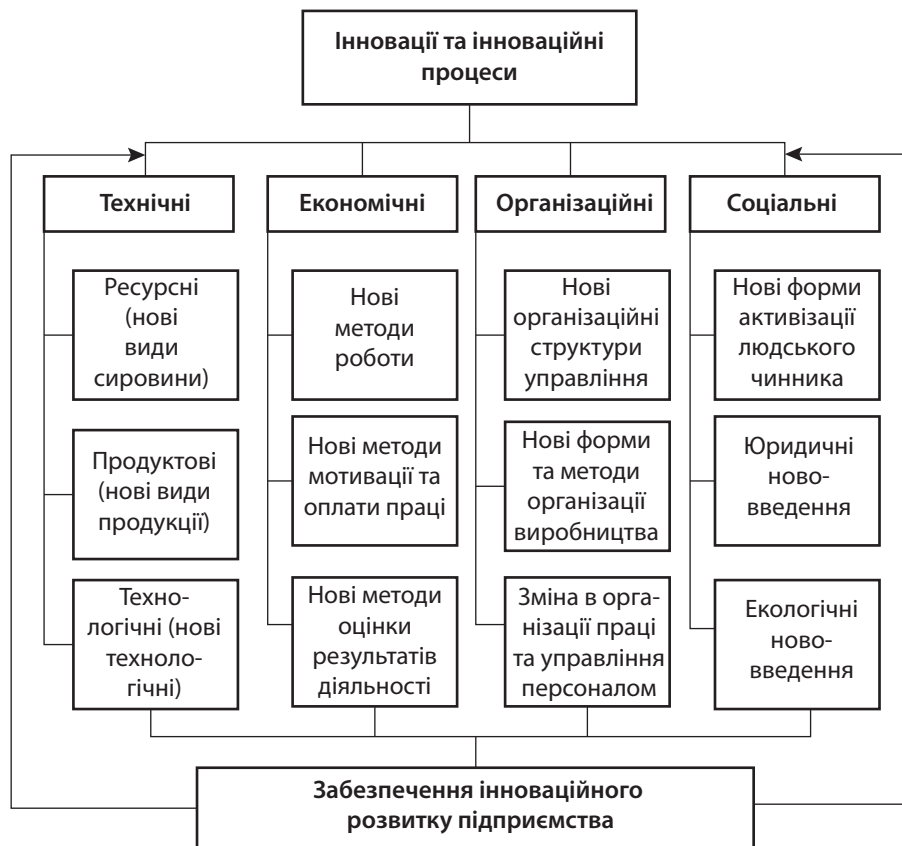 Інновації та інноваційні
процеси
Технічні
Економічні
Організаційні
Соціальні
Ресурсні
(нові
види
сировини)
Нові
методи
роботи
Нові
організаційні
структури
управління
Нові форми
активізації
людського
чинника
Продуктові
(нові види
продукції)
Нові методи
мотивації та
оплати праці
Нові форми
та методи
організації
виробництва
Юридичні
ново-
введення
Техно-
логічні (нові
техноло-
гічні)
Нові методи
оцінки
результатів
діяльності
Зміна в орга-
нізації праці
та управління
персоналом
Екологічні
ново-
введення
Забезпечення інноваційного
розвитку підприємства